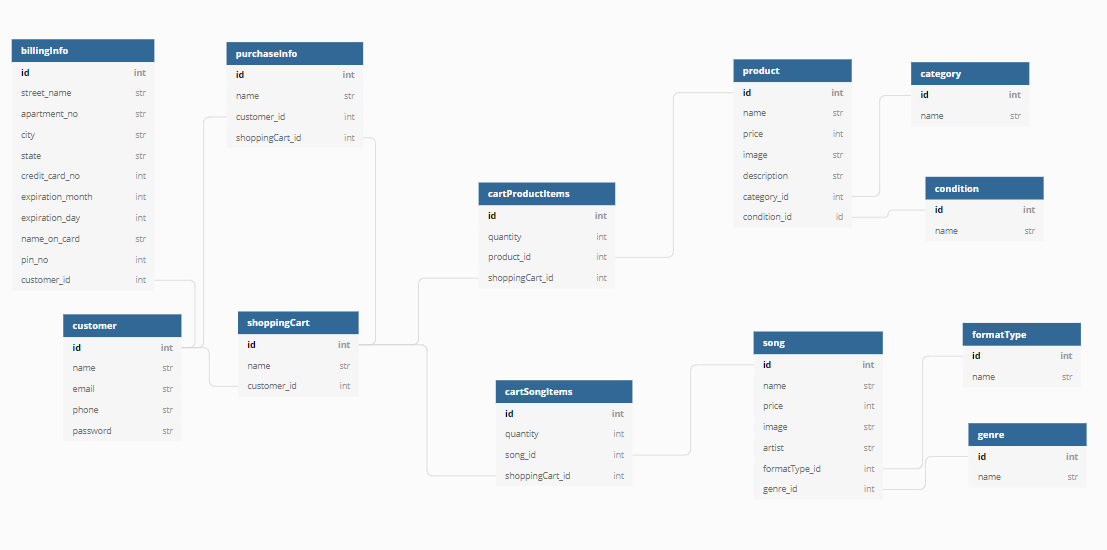 billingInfo
id int
street_name str
apartment_no str
city str
state str
credit_card_no int
expiration_month int
expiration_day int
name_on_card str
pin_no int
customer_id int
purchaseInfo
id int
name str
customer_id int
shoppingCart_id int
customer
id int
name str
email str
phone str
password str
shoppingCart
id int
name str
customer_id int
cartProductItems
id int
quantity int
product_id int
shoppingCart_id int
cartSongItems
id int
quantity int
song_id int
shoppingCart_id int
product
id int
name str
price int
image str
description str
category_id int
condition_id id
category
id int
name str
condition
id int
name str
song
id int
name str
price int
image str
artist str
formatType_id int
genre_id int
formatType
id int
name str
genre
id int
name str